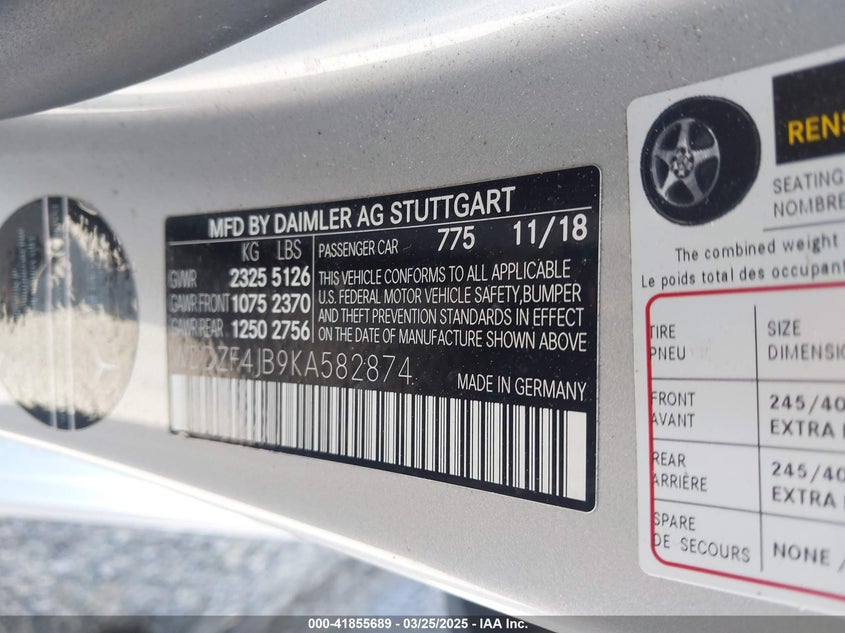 MFD BY DAIMLER AG STUTTGART
KG LBS
GVWR 2325 5126
GAWR FRONT 1075 2370
GAWR REAR 1250 2756
PASSENGER CAR 775 11/18
THIS VEHICLE CONFORMS TO ALL APPLICABLE
U.S. FEDERAL MOTOR VEHICLE SAFETY,BUMPER
AND THEFT PREVENTION STANDARDS IN EFFECT
ON THE DATE OF MANUFACTURE SHOWN ABOVE
WDDZF4JB9KA582874
MADE IN GERMANY
SEATING
NOMBRE
The combined weight
Le poids total des occupant
TIRE SIZE
PNEU DIMENSION
FRONT 245/40
AVANT EXTRA
REAR 245/40
ARRIÈRE EXTRA
SPARE NONE /
DE SECOURS
000-41855689 / 03/25/2025 - IAA Inc.